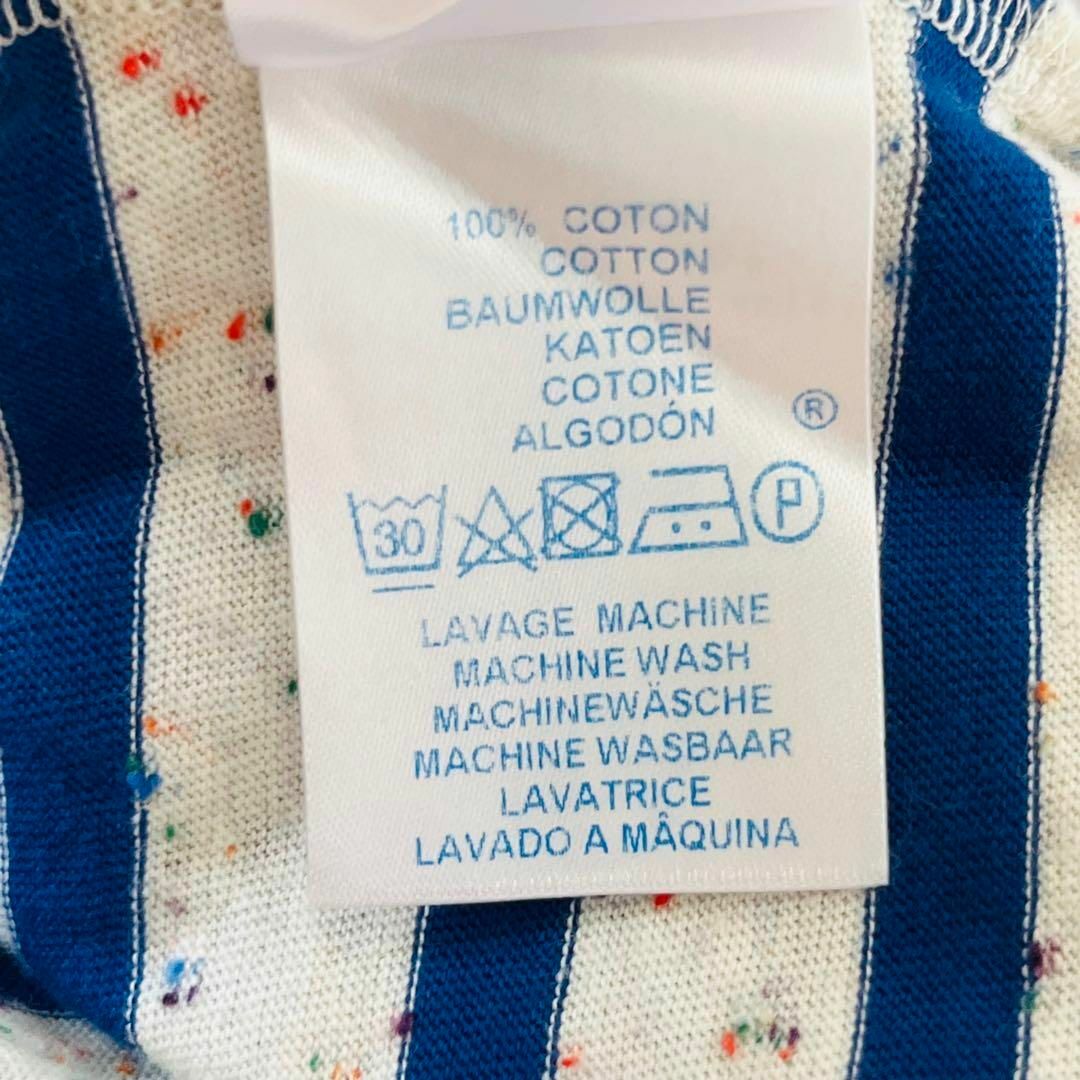 100% COTON
COTTON
BAUMWOLLE
KATOEN
COTONE
ALGODÓN
®
30
P
LAVAGE MACHINE
MACHINE WASH
MACHINEWÄSCHE
MACHINE WASBAAR
LAVATRICE
LAVADO A MÂQUINA